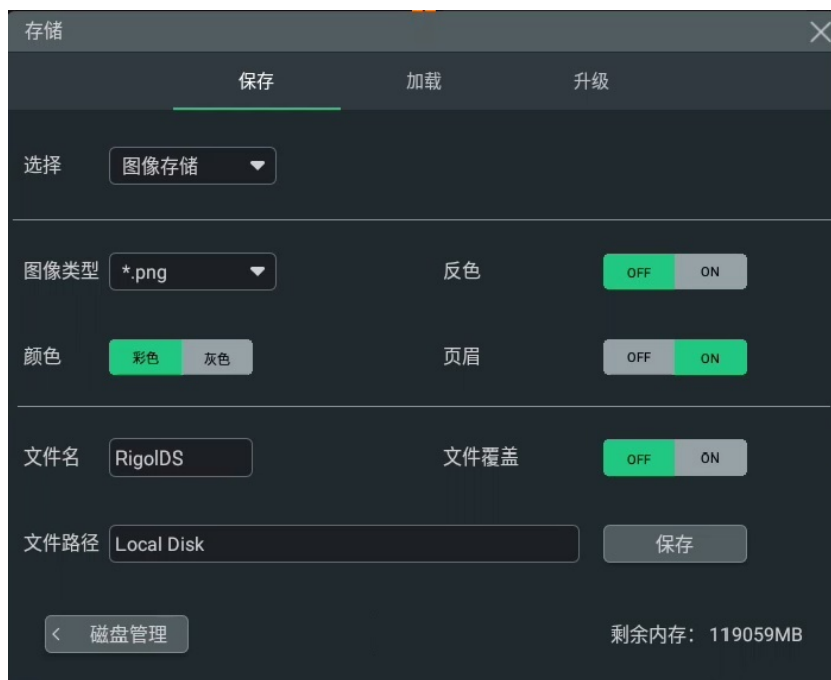 存储
保存 加载 升级
选择 图像存储
图像类型 *.png 反色 OFF ON
颜色 彩色 灰色 页眉 OFF ON
文件名 RigolDS 文件覆盖 OFF ON
文件路径 Local Disk 保存
< 磁盘管理 剩余内存： 119059MB